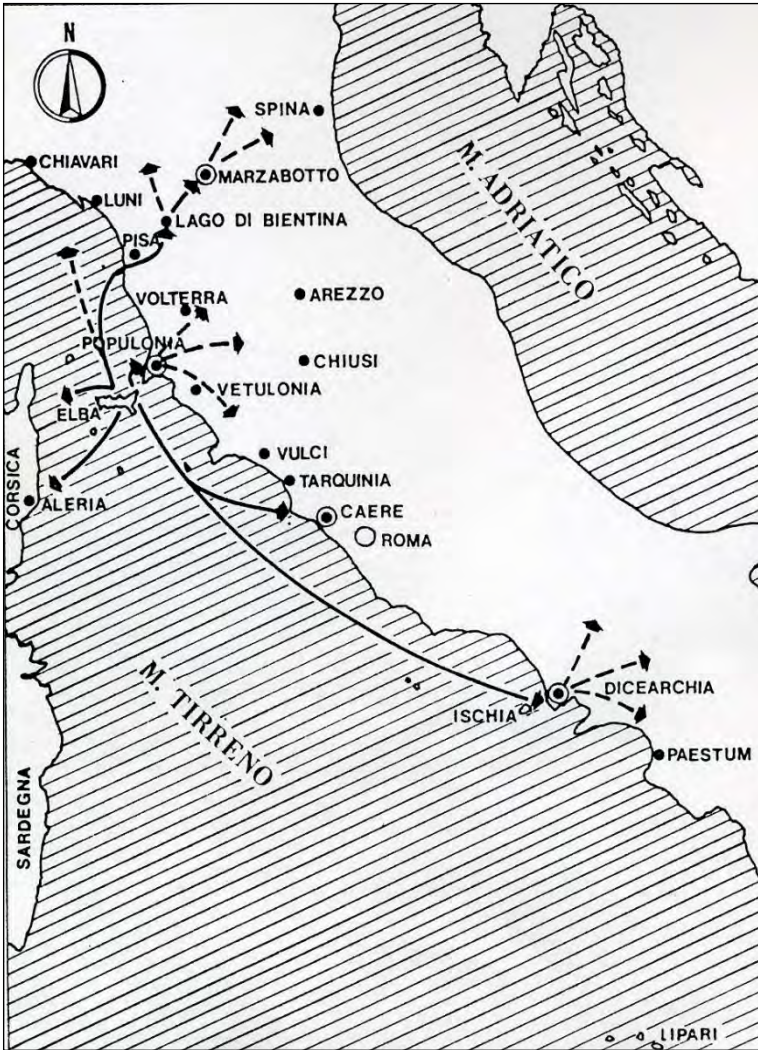 N
SPINA
CHIAVARI
MARZABOTTO
LUNI
M. ADRIATICO
LAGO DI BIENTINA
PISA
VOLTERRA
AREZZO
POPULONIA
CHIUSI
VETULONIA
ELBA
VULCI
TARQUINIA
CORSICA
ALERIA
CAERE
ROMA
M. TIRRENO
DICEARCHIA
ISCHIA
PAESTUM
SARDEGNA
LIPARI